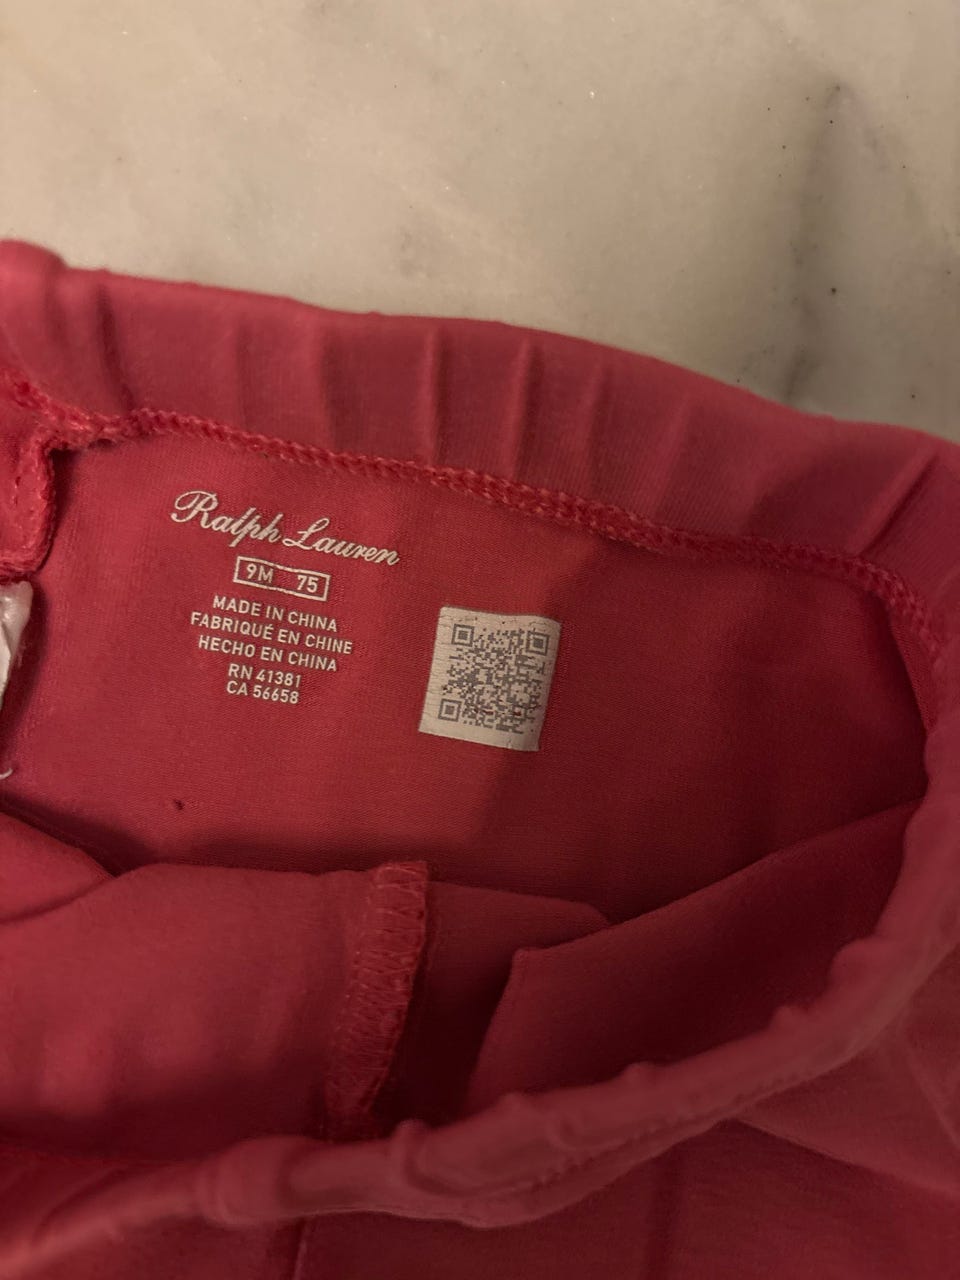 Ralph Lauren
9M 75
MADE IN CHINA
FABRIQUÉ EN CHINE
HECHO EN CHINA
RN 41381
CA 56658